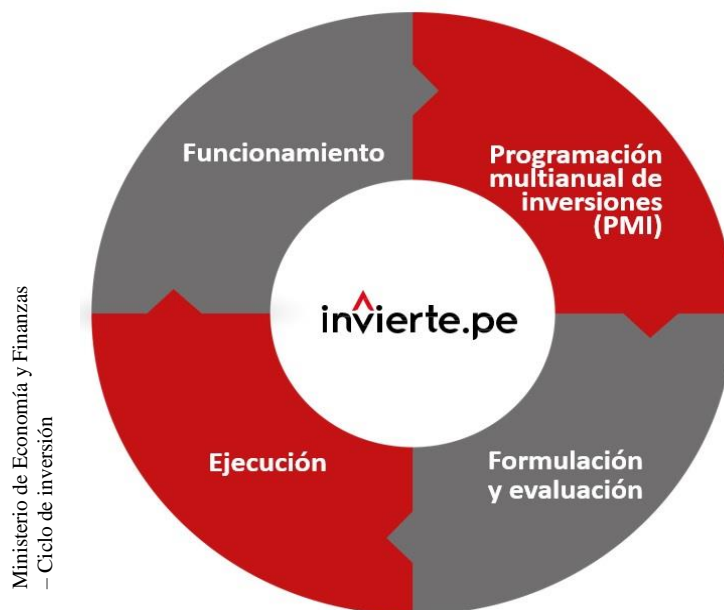 Funcionamiento
Programación
multianual de
inversiones
(PMI)
invierte.pe
Ejecución
Formulación
y evaluación
Ministerio de Economía y Finanzas
– Ciclo de inversión